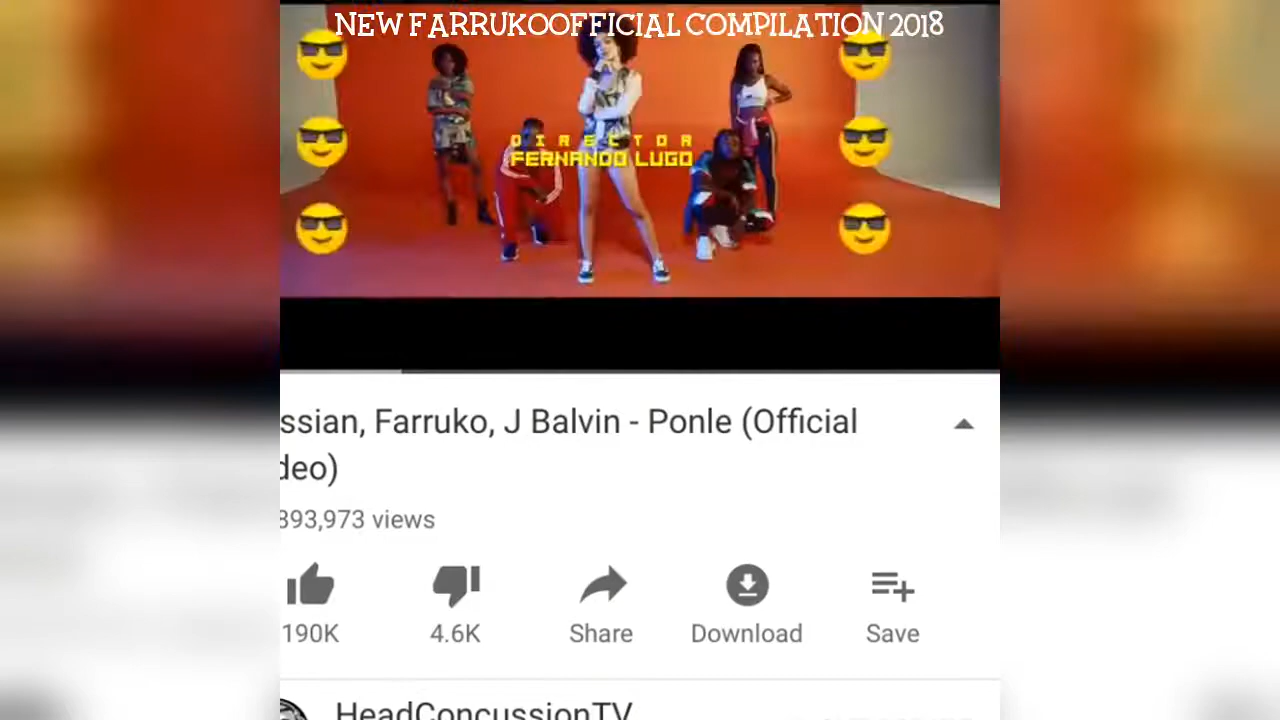 NEW FARRUKOOFFICIAL COMPILATION 2018
DIRECTOR
FERNANDO LUGO
ssian, Farruko, J Balvin - Ponle (Official
deo)
893,973 views
190K
4.6K
Share
Download
Save
HeadConcussionTV